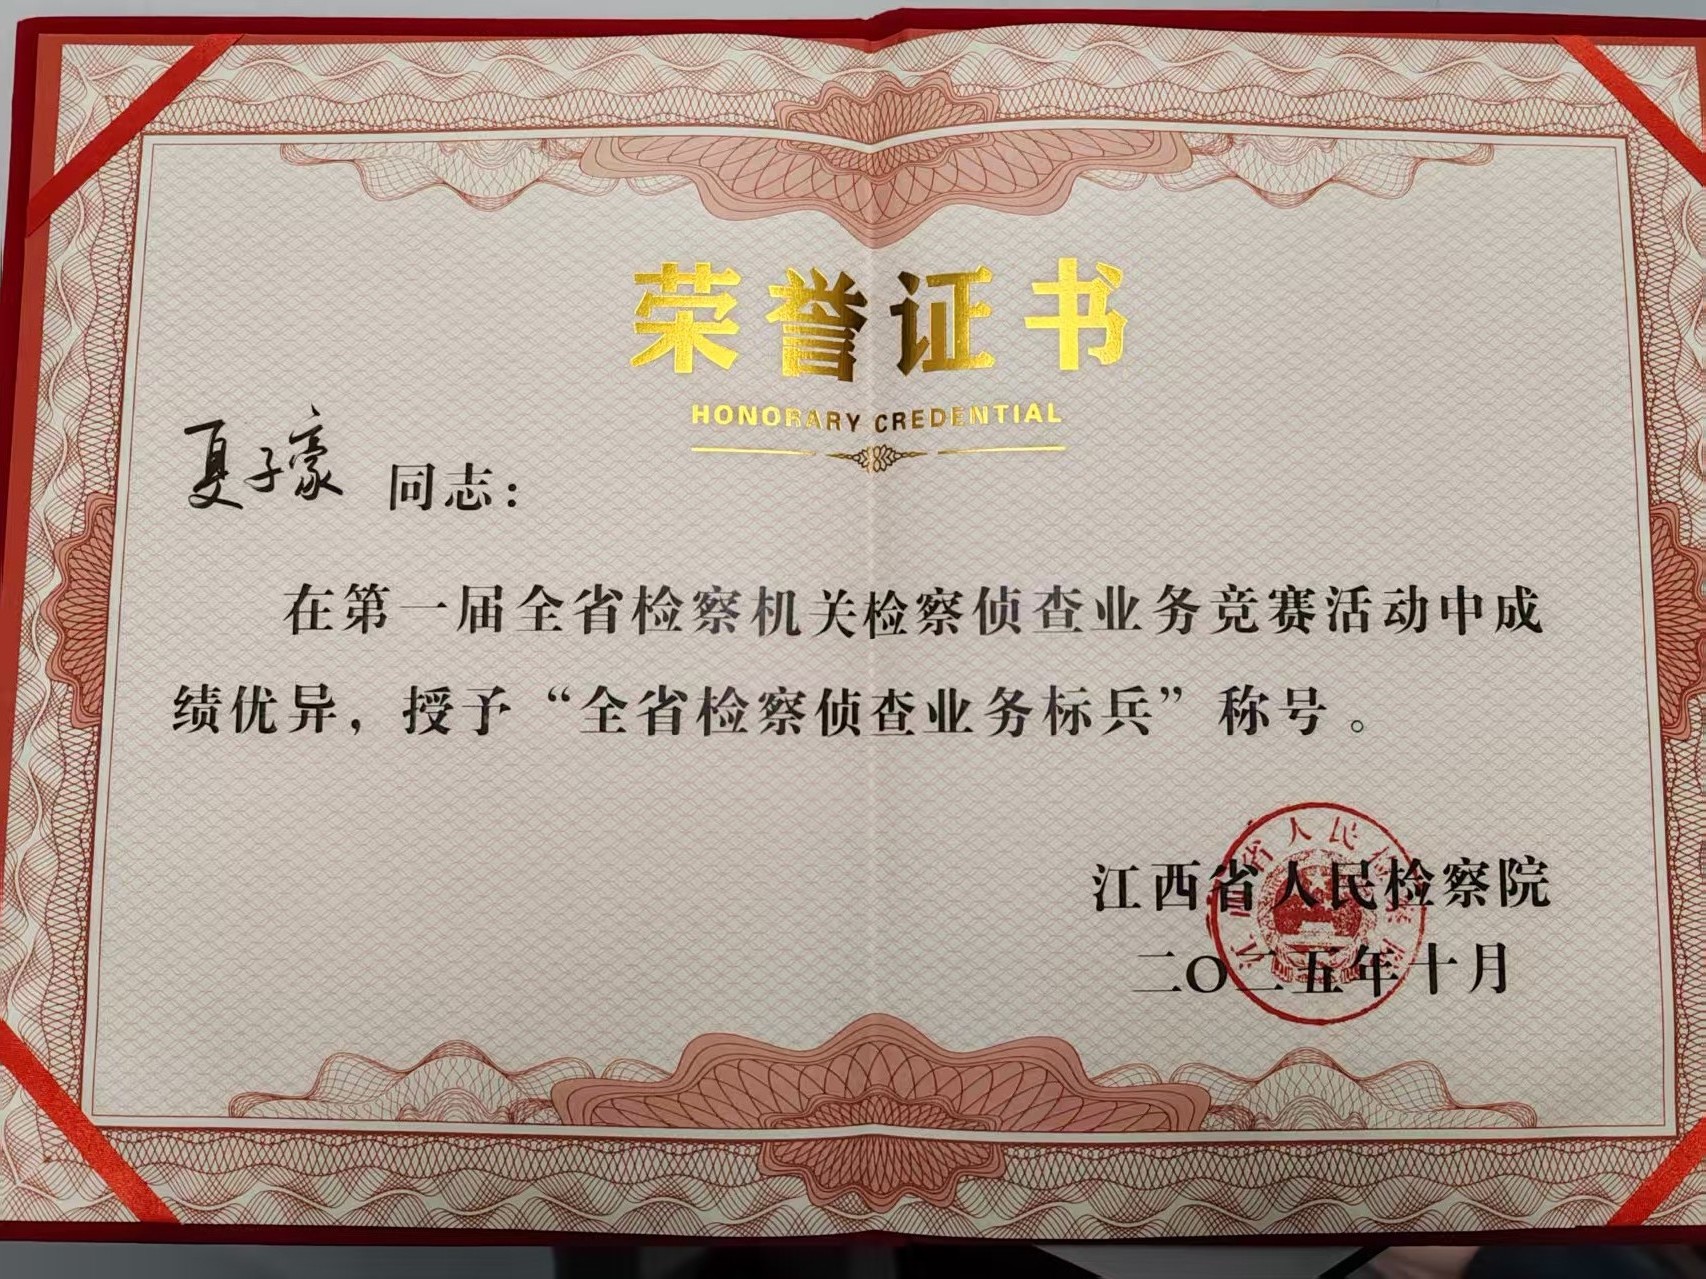 荣誉证书
HONORARY CREDENTIAL
夏子豪 同志：
在第一届全省检察机关检察侦查业务竞赛活动中成
绩优异，授予“全省检察侦查业务标兵”称号。
江西省人民检察院
二〇二五年十月